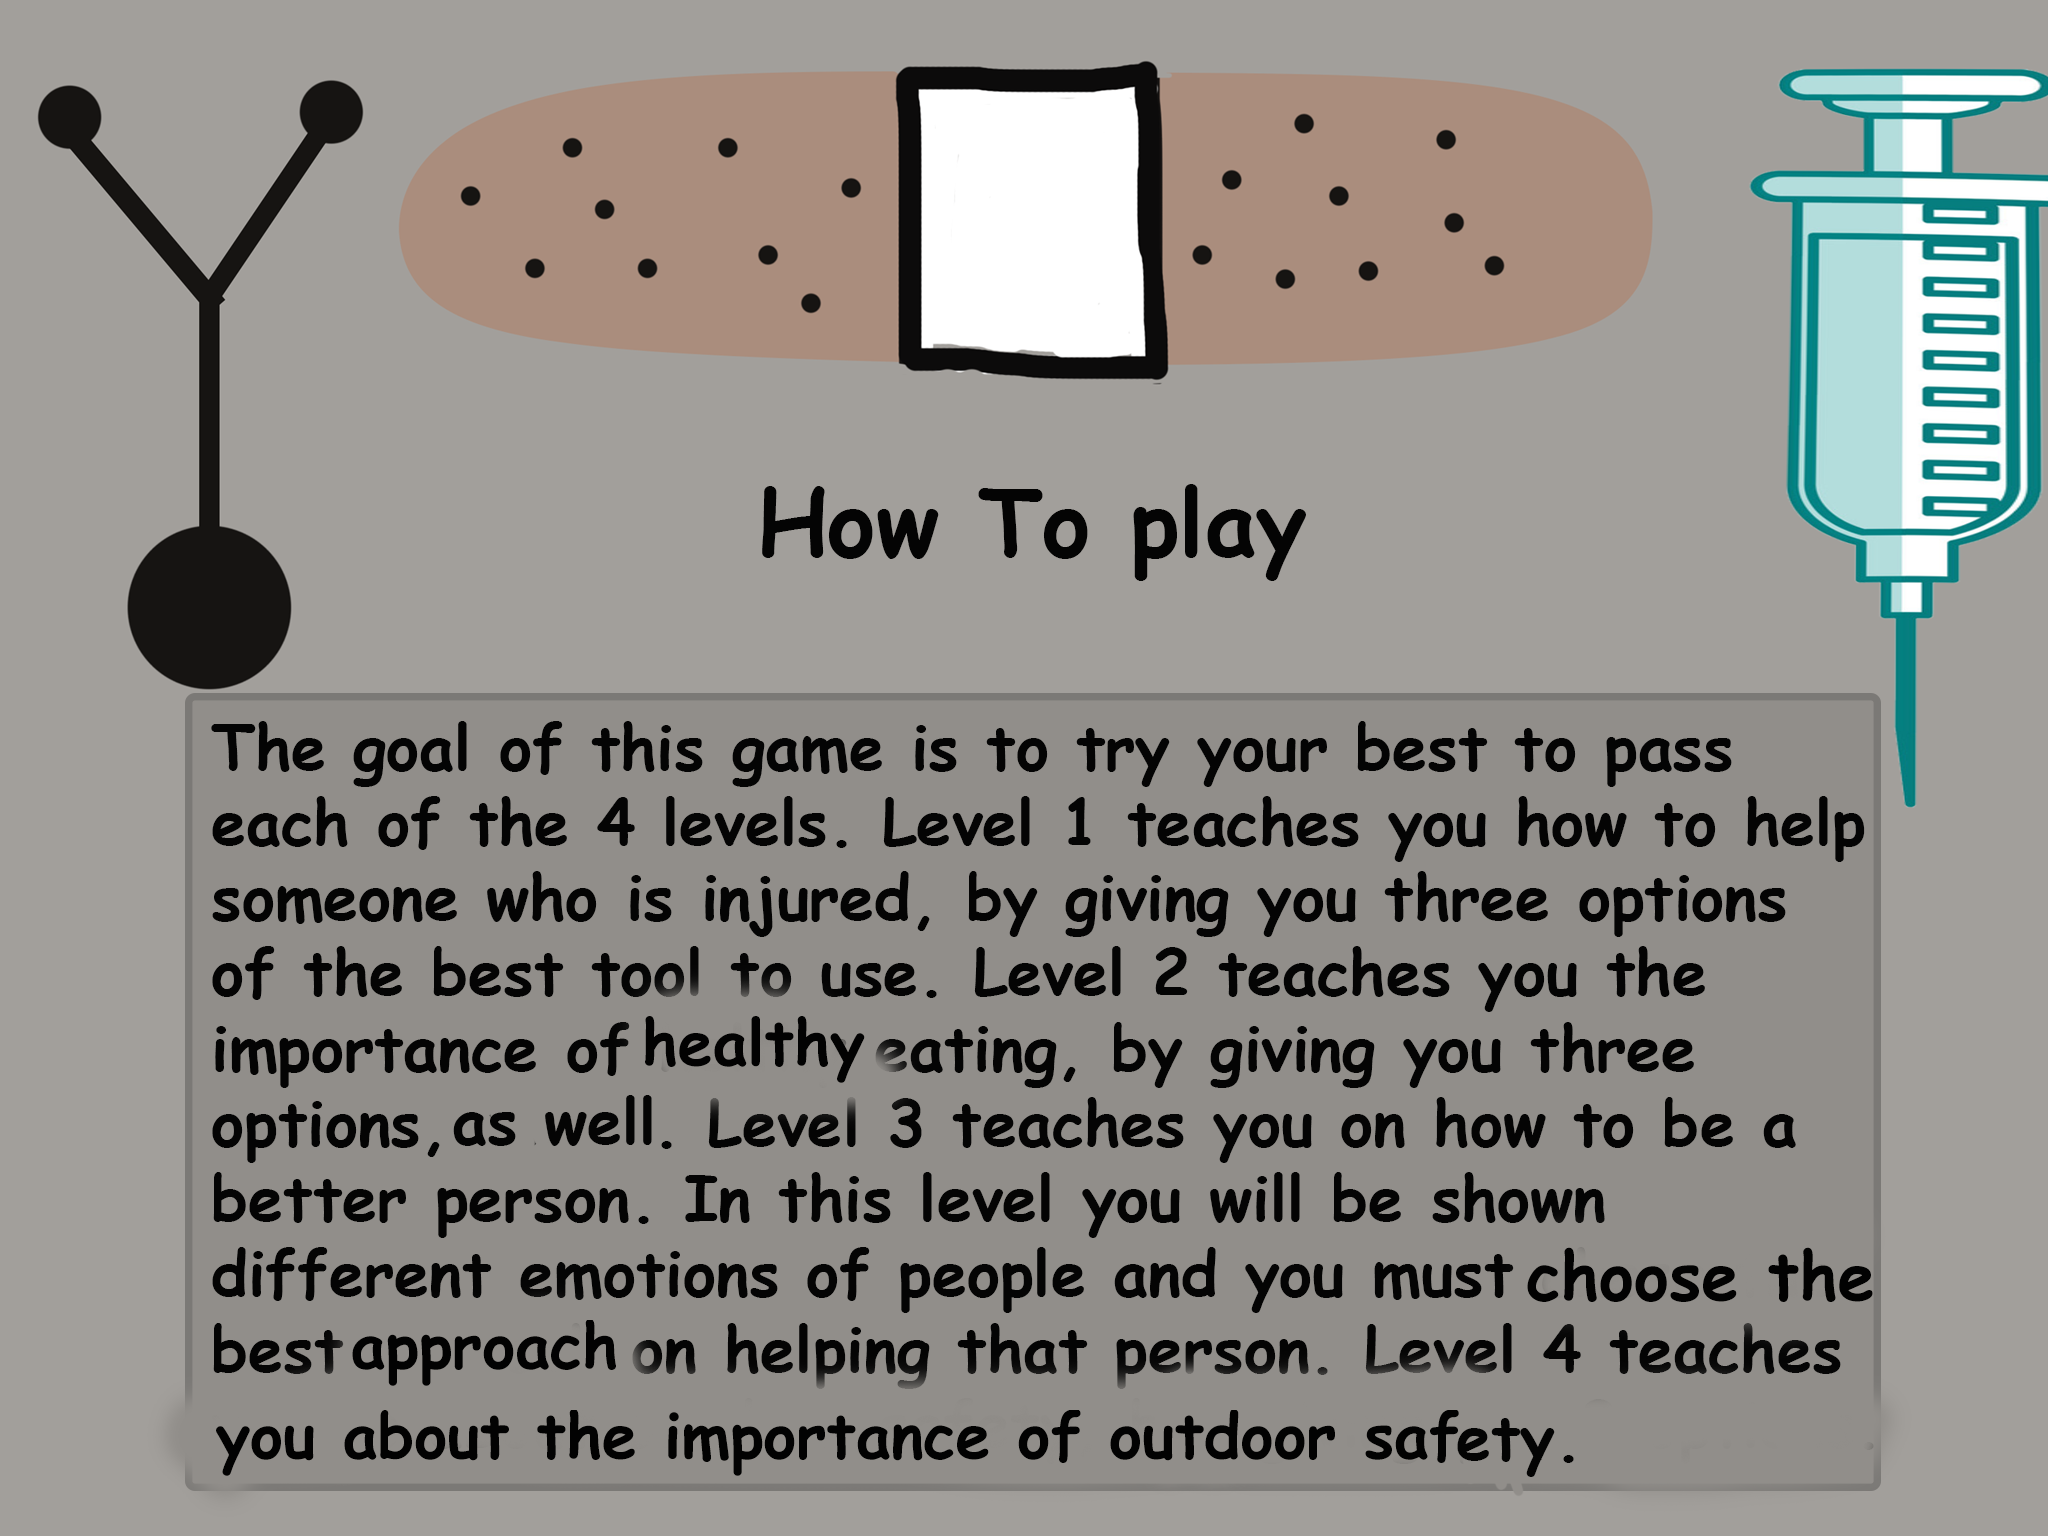 How To play
The goal of this game is to try your best to pass
each of the 4 levels. Level 1 teaches you how to help
someone who is injured, by giving you three options
of the best tool to use. Level 2 teaches you the
importance of healthy eating, by giving you three
options, as well. Level 3 teaches you on how to be a
better person. In this level you will be shown
different emotions of people and you must choose the
best approach on helping that person. Level 4 teaches
you about the importance of outdoor safety.